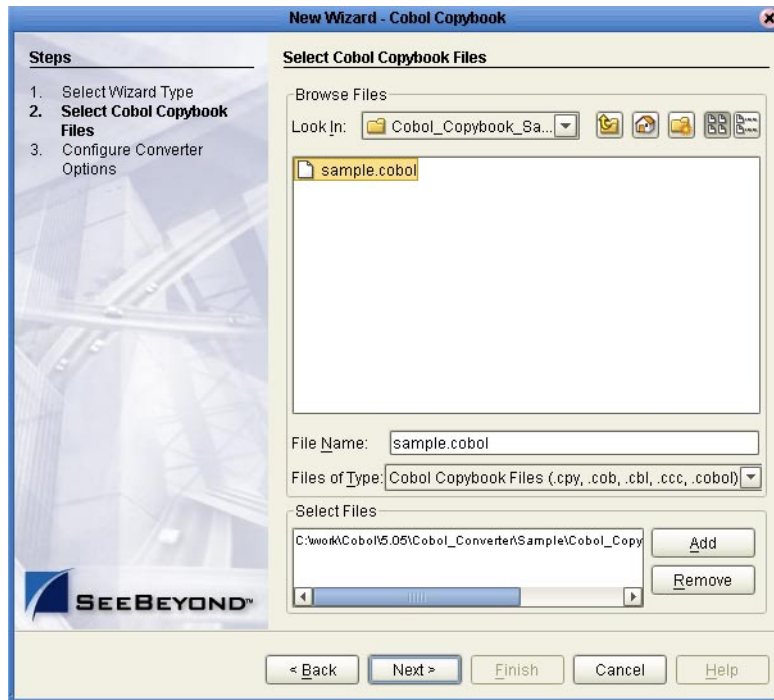 New Wizard - Cobol Copybook
Steps
1. Select Wizard Type
2. Select Cobol Copybook
Files
3. Configure Converter
Options
SEEBEYOND™
Select Cobol Copybook Files
Browse Files
Look In:
Cobol_Copybook_Sa...
sample.cobol
File Name:
sample.cobol
Files of Type:
Cobol Copybook Files (.cpy, .cob, .cbl, .ccc, .cobol)
Select Files
C:\work\Cobol\5.05\Cobol_Converter\Sample\Cobol_Copy
Add
Remove
< Back
Next >
Finish
Cancel
Help